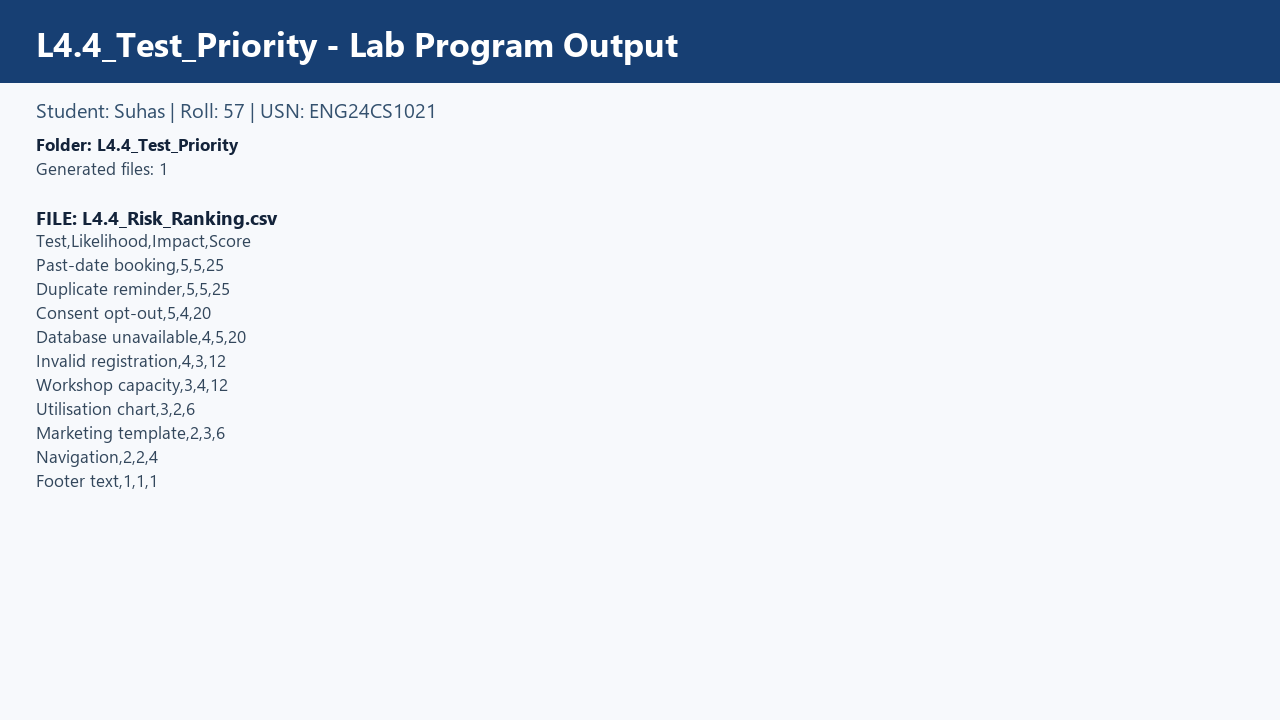 L4.4_Test_Priority - Lab Program Output
Student: Suhas | Roll: 57 | USN: ENG24CS1021
Folder: L4.4_Test_Priority
Generated files: 1
FILE: L4.4_Risk_Ranking.csv
Test,Likelihood,Impact,Score
Past-date booking,5,5,25
Duplicate reminder,5,5,25
Consent opt-out,5,4,20
Database unavailable,4,5,20
Invalid registration,4,3,12
Workshop capacity,3,4,12
Utilisation chart,3,2,6
Marketing template,2,3,6
Navigation,2,2,4
Footer text,1,1,1